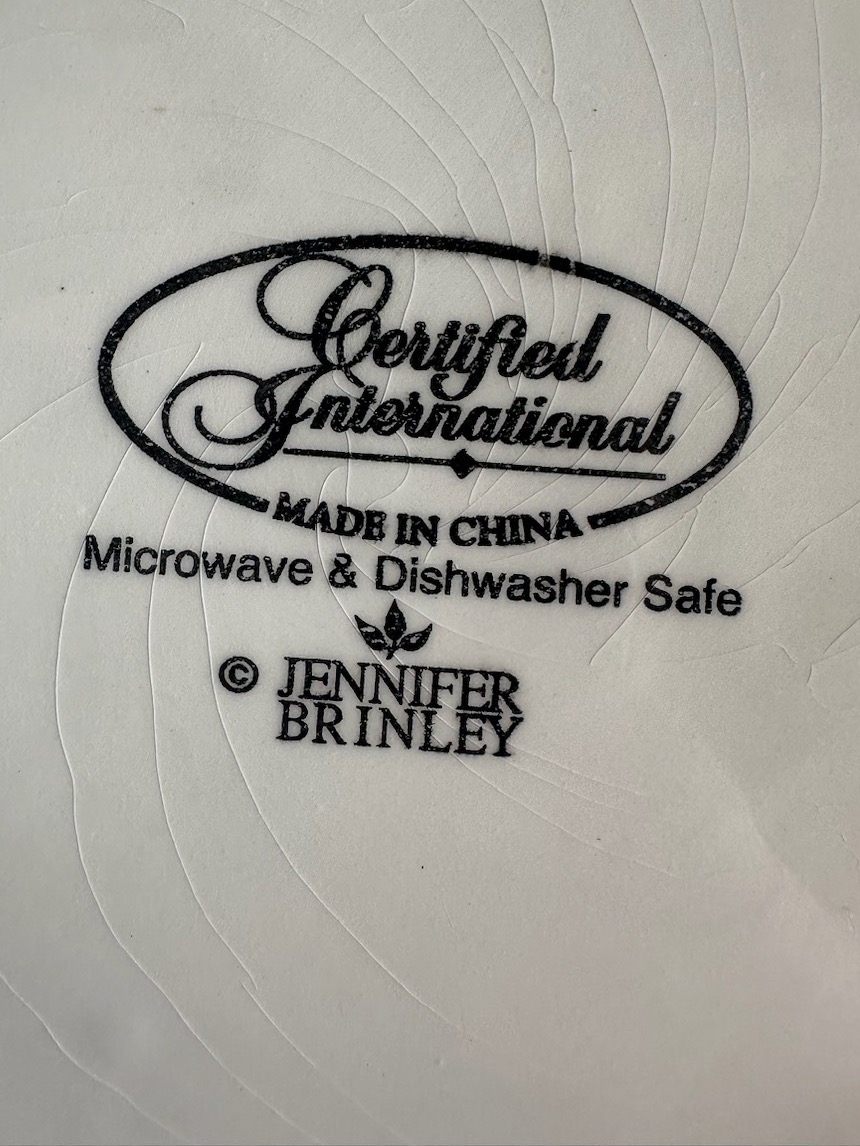 Certified
International
MADE IN CHINA
Microwave & Dishwasher Safe
© JENNIFER
BRINLEY